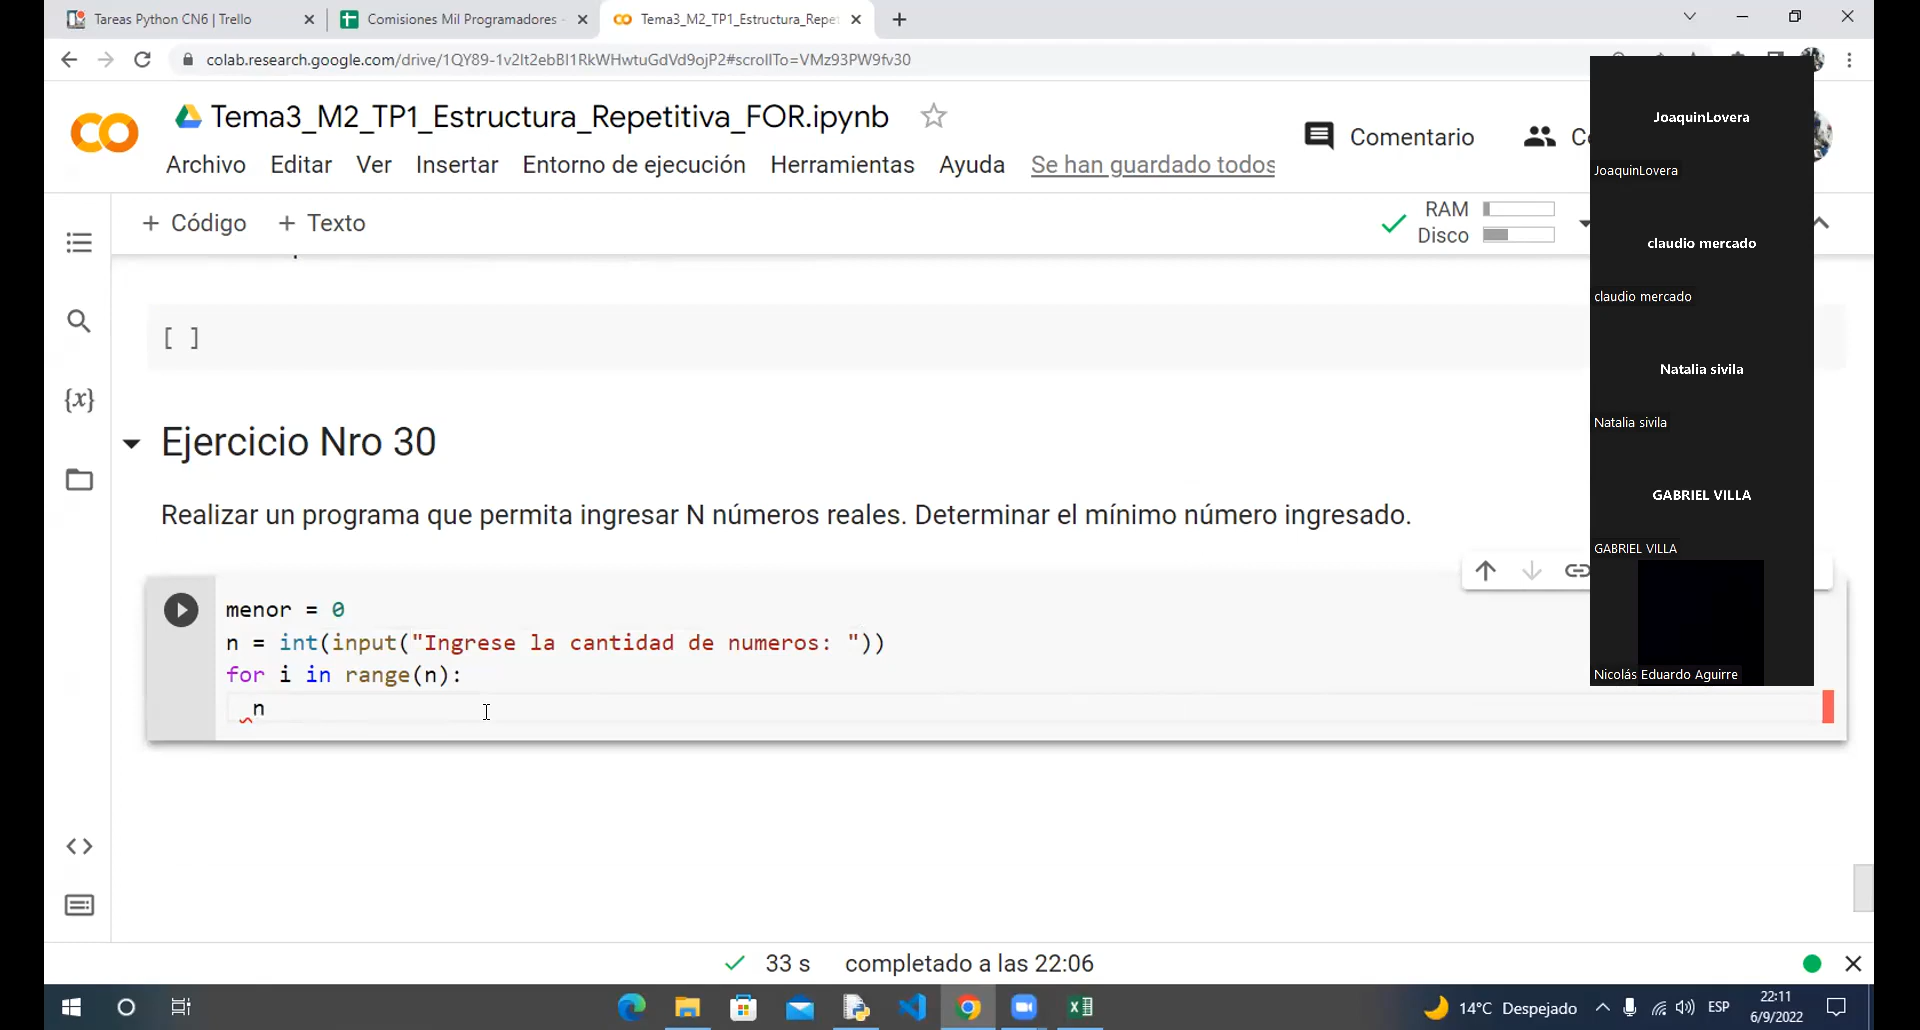 Tareas Python CN6 | Trello
Comisiones Mil Programadores -
Tema3_M2_TP1_Estructura_Repe
colab.research.google.com/drive/1QY89-1v2It2ebBI1RkWHwtuGdVd9ojP2#scrollTo=VMz93PW9fv30
Tema3_M2_TP1_Estructura_Repetitiva_FOR.ipynb
Comentario
Archivo Editar Ver Insertar Entorno de ejecución Herramientas Ayuda Se han guardado todos
+ Código + Texto
RAM
Disco
[ ]
Ejercicio Nro 30
Realizar un programa que permita ingresar N números reales. Determinar el mínimo número ingresado.
menor = 0
n = int(input("Ingrese la cantidad de numeros: "))
for i in range(n):
n
JoaquinLovera
JoaquinLovera
claudio mercado
claudio mercado
Natalia sivila
Natalia sivila
GABRIEL VILLA
GABRIEL VILLA
Nicolás Eduardo Aguirre
33 s completado a las 22:06
14°C Despejado
ESP
22:11
6/9/2022